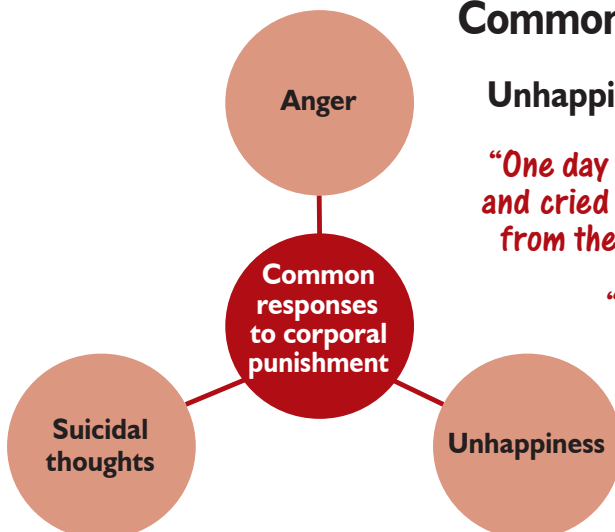 Common
Unhappi
“One day
and cried
from the
“
Anger
Common
responses
to corporal
punishment
Suicidal
thoughts
Unhappiness